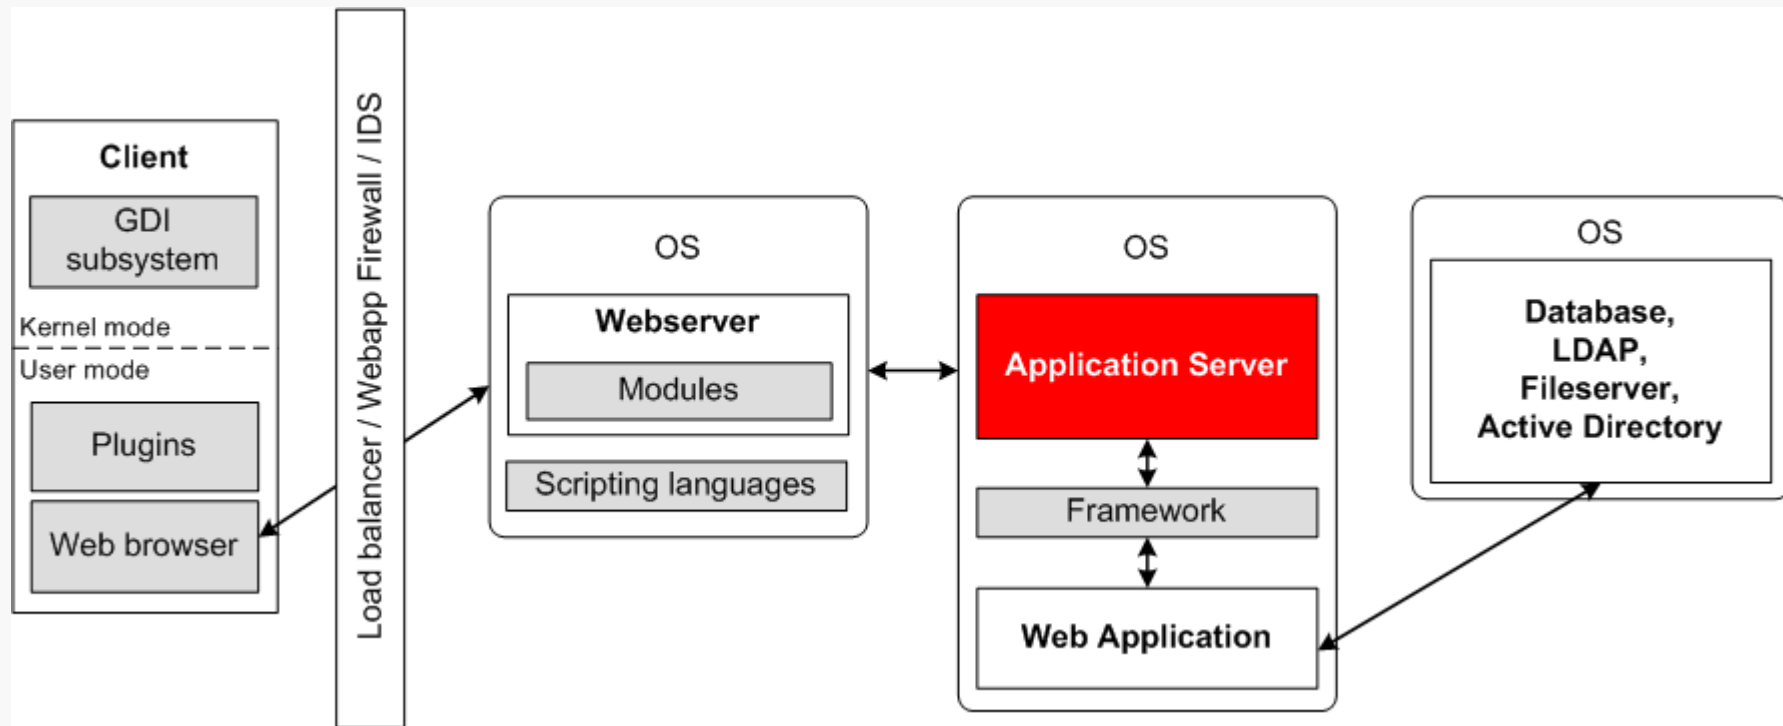 Client
GDI
subsystem
Kernel mode
User mode
Plugins
Web browser
Load balancer / Webapp Firewall / IDS
OS
Webserver
Modules
Scripting languages
OS
Application Server
Framework
Web Application
OS
Database,
LDAP,
Fileserver,
Active Directory